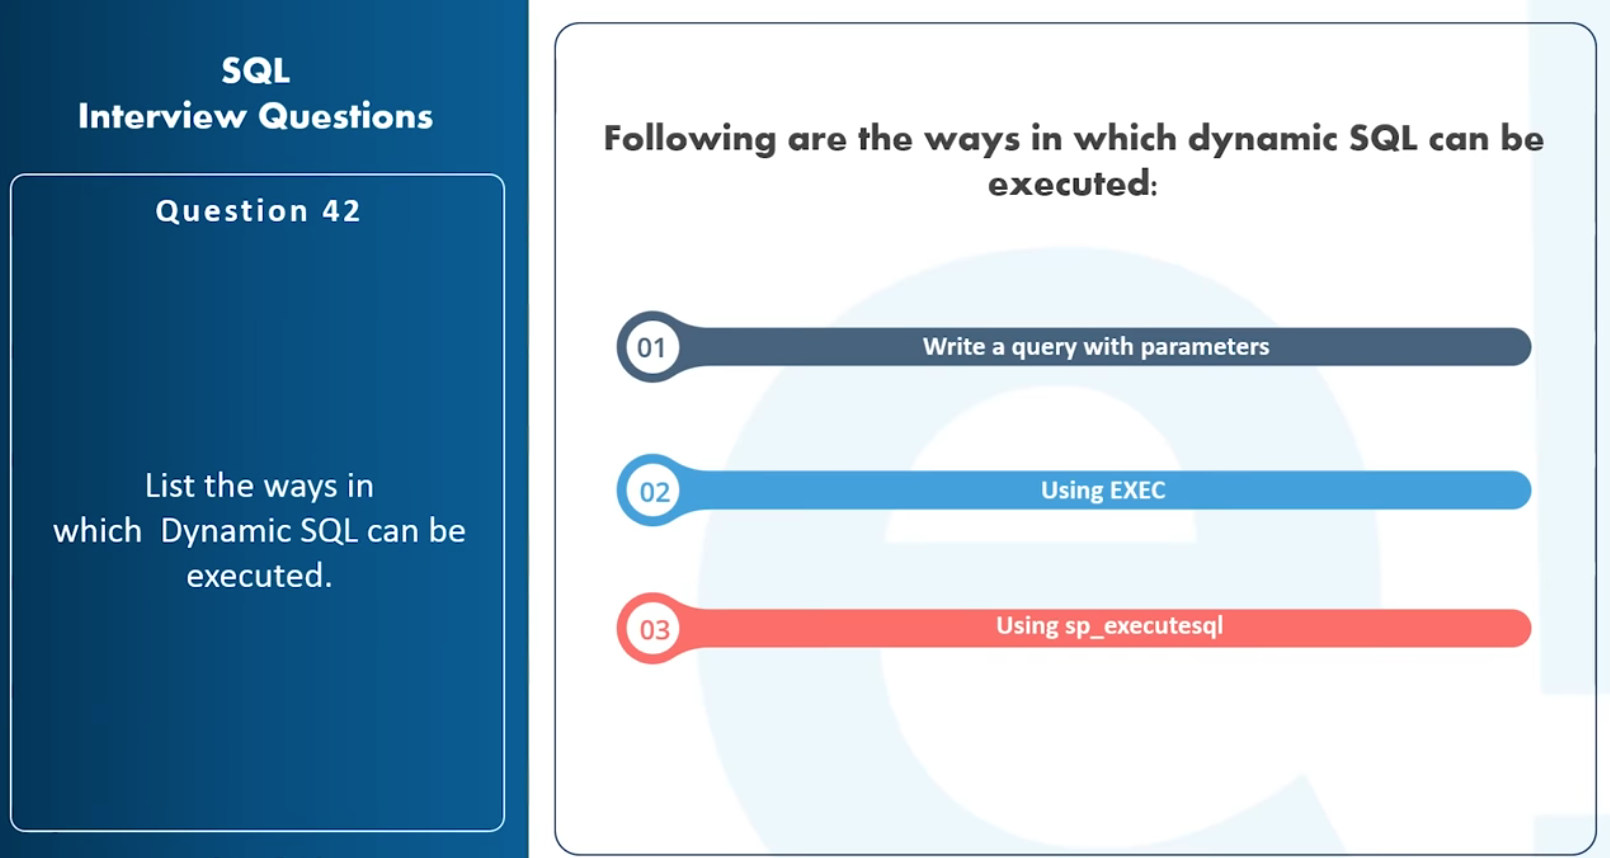 SQL
Interview Questions
Question 42
List the ways in
which  Dynamic SQL can be
executed.
Following are the ways in which dynamic SQL can be
executed:
01
Write a query with parameters
02
Using EXEC
03
Using sp_executesql